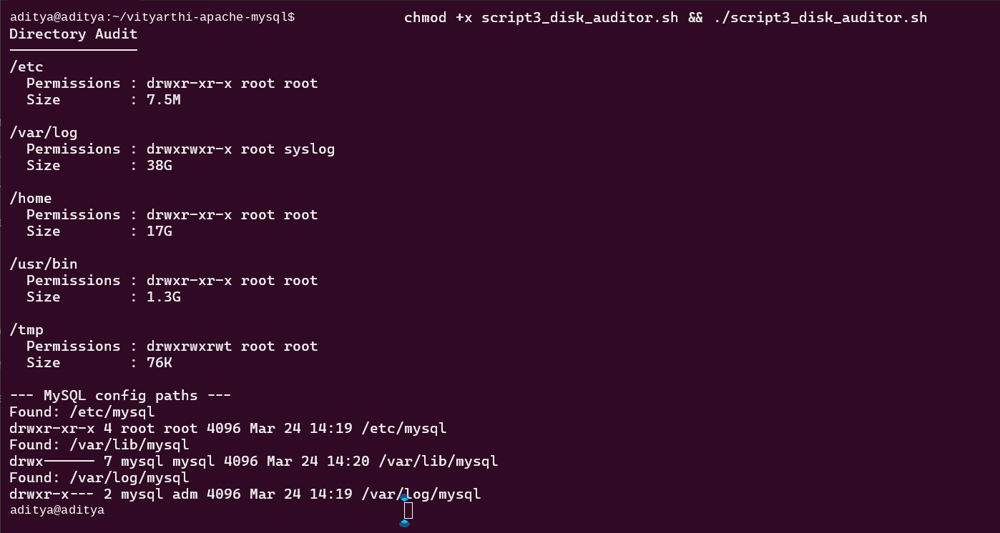 aditya@aditya:~/vityarthi-apache-mysql$ chmod +x script3_disk_auditor.sh && ./script3_disk_auditor.sh
Directory Audit
───────────────
/etc
  Permissions : drwxr-xr-x root root
  Size        : 7.5M
/var/log
  Permissions : drwxrwxr-x root syslog
  Size        : 38G
/home
  Permissions : drwxr-xr-x root root
  Size        : 17G
/usr/bin
  Permissions : drwxr-xr-x root root
  Size        : 1.3G
/tmp
  Permissions : drwxrwxrwt root root
  Size        : 76K
--- MySQL config paths ---
Found: /etc/mysql
drwxr-xr-x 4 root root 4096 Mar 24 14:19 /etc/mysql
Found: /var/lib/mysql
drwx------ 7 mysql mysql 4096 Mar 24 14:20 /var/lib/mysql
Found: /var/log/mysql
drwxr-x--- 2 mysql adm 4096 Mar 24 14:19 /var/log/mysql
aditya@aditya